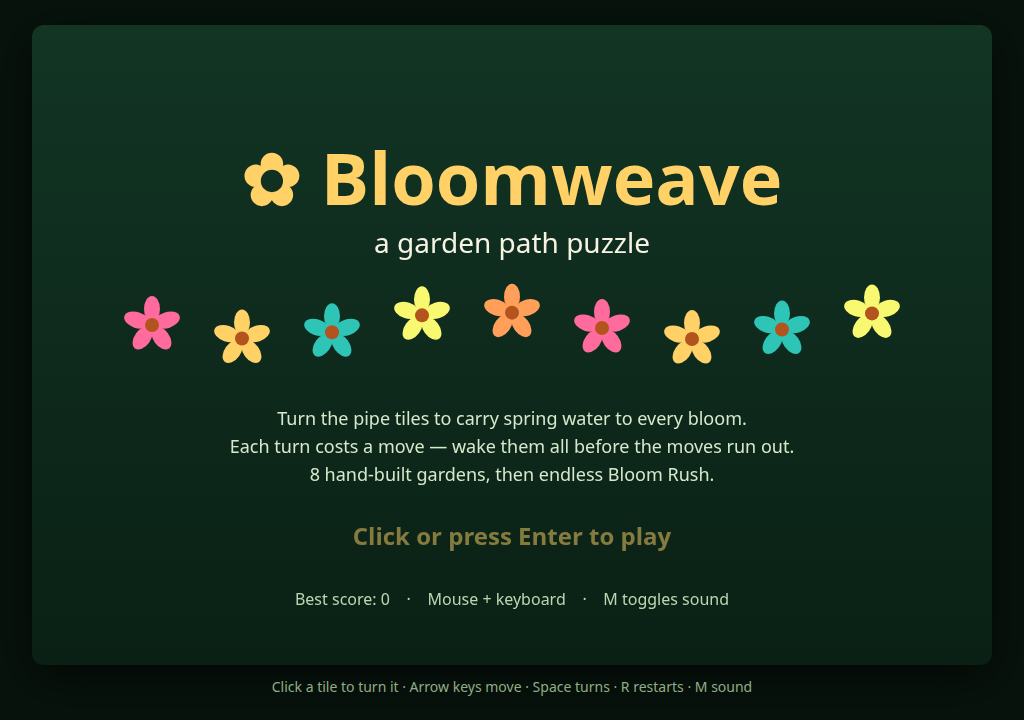 ✿ Bloomweave
a garden path puzzle
Turn the pipe tiles to carry spring water to every bloom.
Each turn costs a move — wake them all before the moves run out.
8 hand-built gardens, then endless Bloom Rush.
Click or press Enter to play
Best score: 0 · Mouse + keyboard · M toggles sound
Click a tile to turn it · Arrow keys move · Space turns · R restarts · M sound